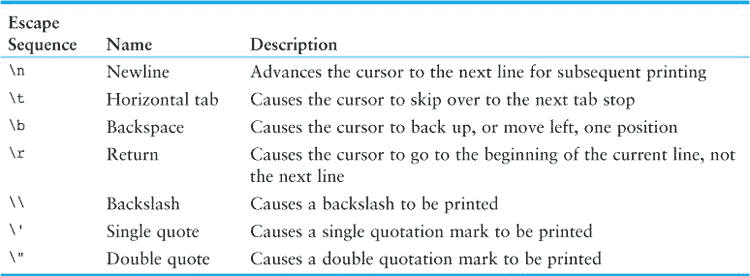 Escape
Sequence Name Description
\n Newline Advances the cursor to the next line for subsequent printing
\t Horizontal tab Causes the cursor to skip over to the next tab stop
\b Backspace Causes the cursor to back up, or move left, one position
\r Return Causes the cursor to go to the beginning of the current line, not
the next line
\\ Backslash Causes a backslash to be printed
\' Single quote Causes a single quotation mark to be printed
\" Double quote Causes a double quotation mark to be printed